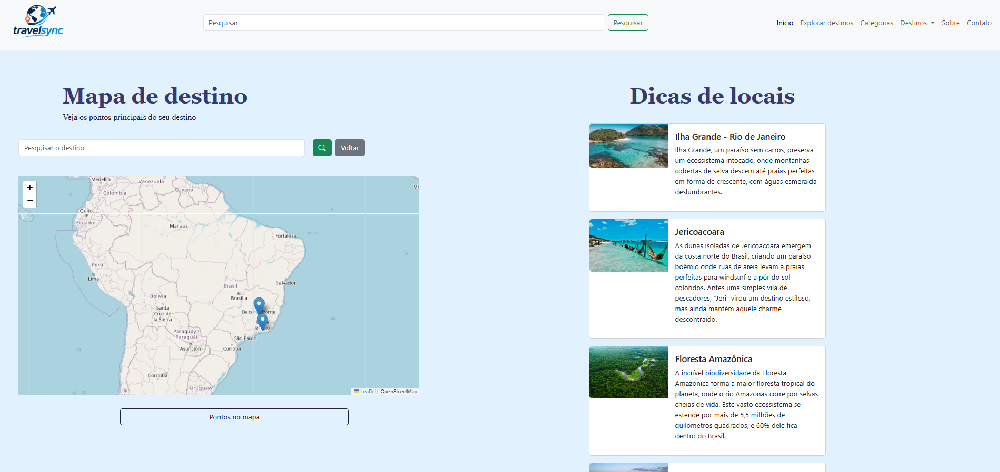 travelsync
Pesquisar
Pesquisar
Início
Explorar destinos
Categorias
Destinos
Sobre
Contato
Mapa de destino
Veja os pontos principais do seu destino
Pesquisar o destino
Voltar
+
−
Medellín
Venezuela
Colombia
Guyana
Quito
Ecuador
Manaus
Fortaleza
Perú
Lima
Salvador
Brasil
Brasília
Bolivia
Santa
Cruz de
la Sierra
Belo Horizonte
Paraguay /
Paraguái
São Paulo
Asunción
Curitiba
Córdoba
Uruguay
Leaflet | OpenStreetMap
Pontos no mapa
Dicas de locais
Ilha Grande - Rio de Janeiro
Ilha Grande, um paraíso sem carros, preserva
um ecossistema intocado, onde montanhas
cobertas de selva descem até praias perfeitas
em forma de crescente, com águas esmeralda
deslumbrantes.
Jericoacoara
As dunas isoladas de Jericoacoara emergem
da costa norte do Brasil, criando um paraíso
boêmio onde ruas de areia levam a praias
perfeitas para windsurf e a pôr do sol
coloridos. Antes uma simples vila de
pescadores, “Jeri” virou um destino estiloso,
mas ainda mantém aquele charme
descontraído.
Floresta Amazônica
A incrível biodiversidade da Floresta
Amazônica forma a maior floresta tropical do
planeta, onde o rio Amazonas corre por selvas
cheias de vida. Este vasto ecossistema se
estende por mais de 5,5 milhões de
quilômetros quadrados, e 60% dele fica
dentro do Brasil.